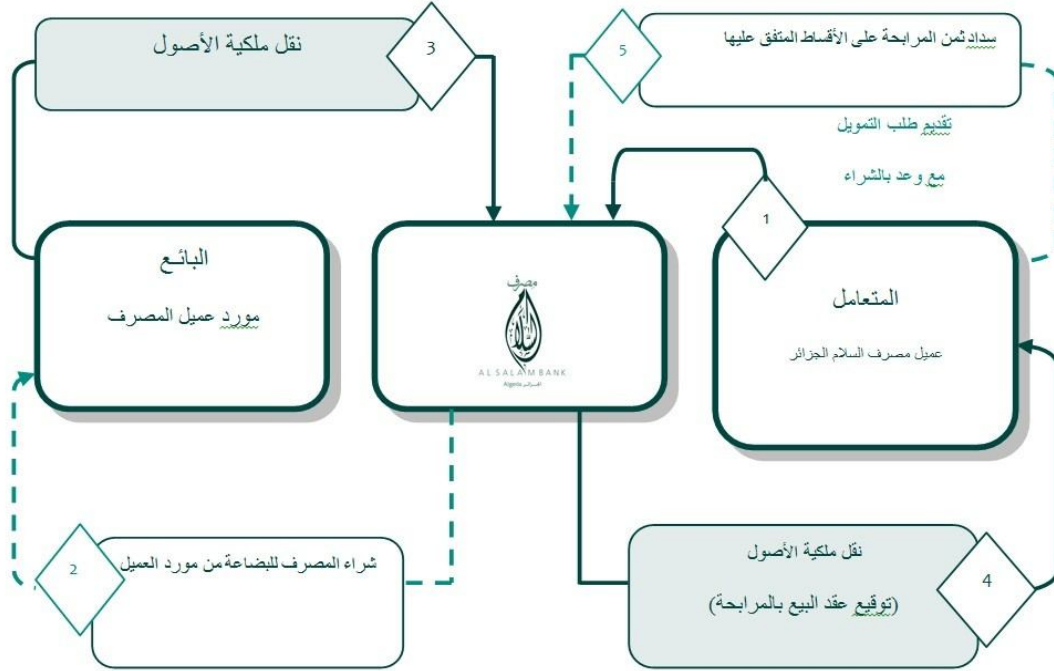 نقل ملكية الأصول
3
5
سداد ثمن المرابحة على الأقساط المتفق عليها
تقديم طلب التمويل
مع وعد بالشراء
1
البائع
مورد عميل المصرف
مصرف
السلام
AL SALAM BANK
Algeria الجزائر
المتعامل
عميل مصرف السلام الجزائر
2
شراء المصرف للبضاعة من مورد العميل
نقل ملكية الأصول
(توقيع عقد البيع بالمرابحة)
4